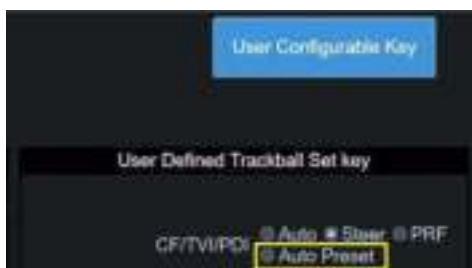 User Configurable Key
User Defined Trackball Set key
CF/TVI/PDI Auto Steer PRF
Auto Preset